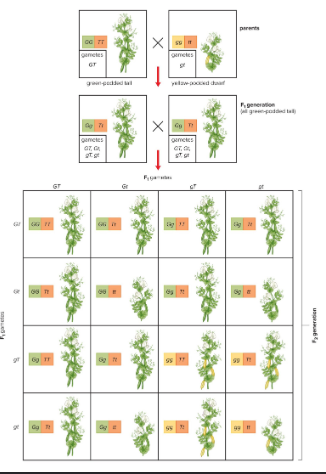 parents
GG TT
gg tt
gametes
GT
gametes
gt
green-podded tall
yellow-podded dwarf
F₁ generation
(all green-podded tall)
Gg Tt
Gg Tt
gametes
GT, Gt,
gT, gt
gametes
GT, Gt,
gT, gt
F₁ gametes
GT Gt gT gt
GT GG TT GG Tt Gg TT Gg Tt
Gt GG Tt GG tt Gg Tt Gg tt
gT Gg TT Gg Tt gg TT gg Tt
gt Gg Tt Gg tt gg Tt gg tt
F₁ gametes
F₂ generation